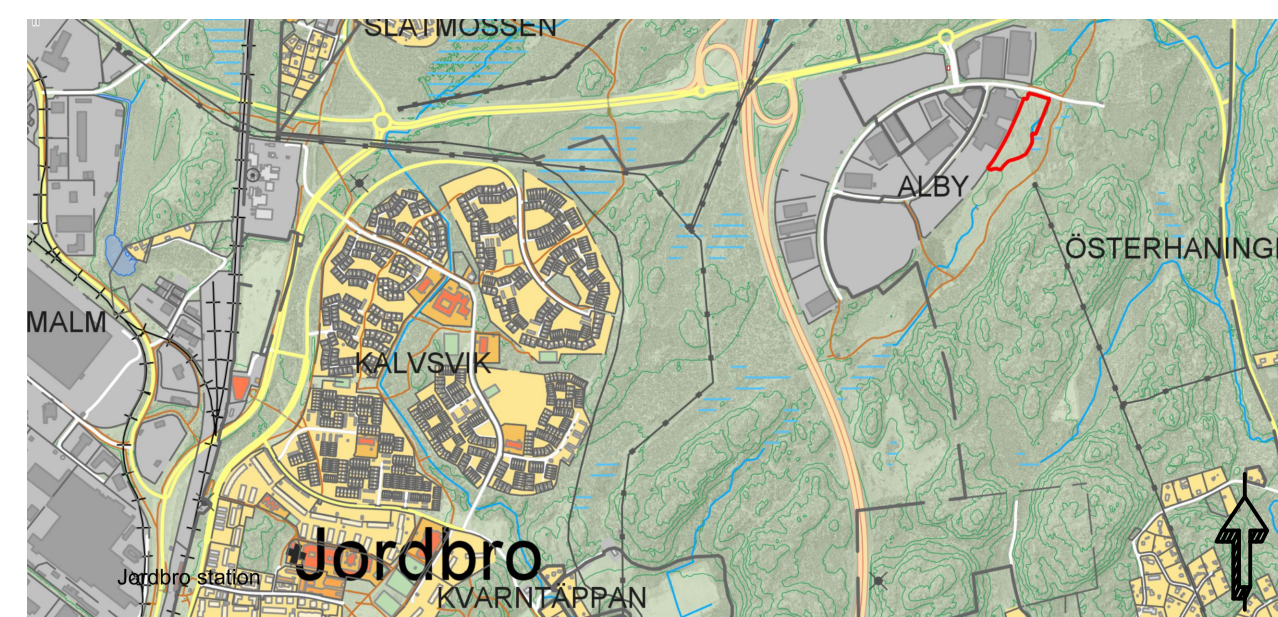 SLÄTMOSSEN
ALBY
ÖSTERHANING
MALM
KALVSVIK
Jordbro
Jordbro station
KVARNTÄPPAN